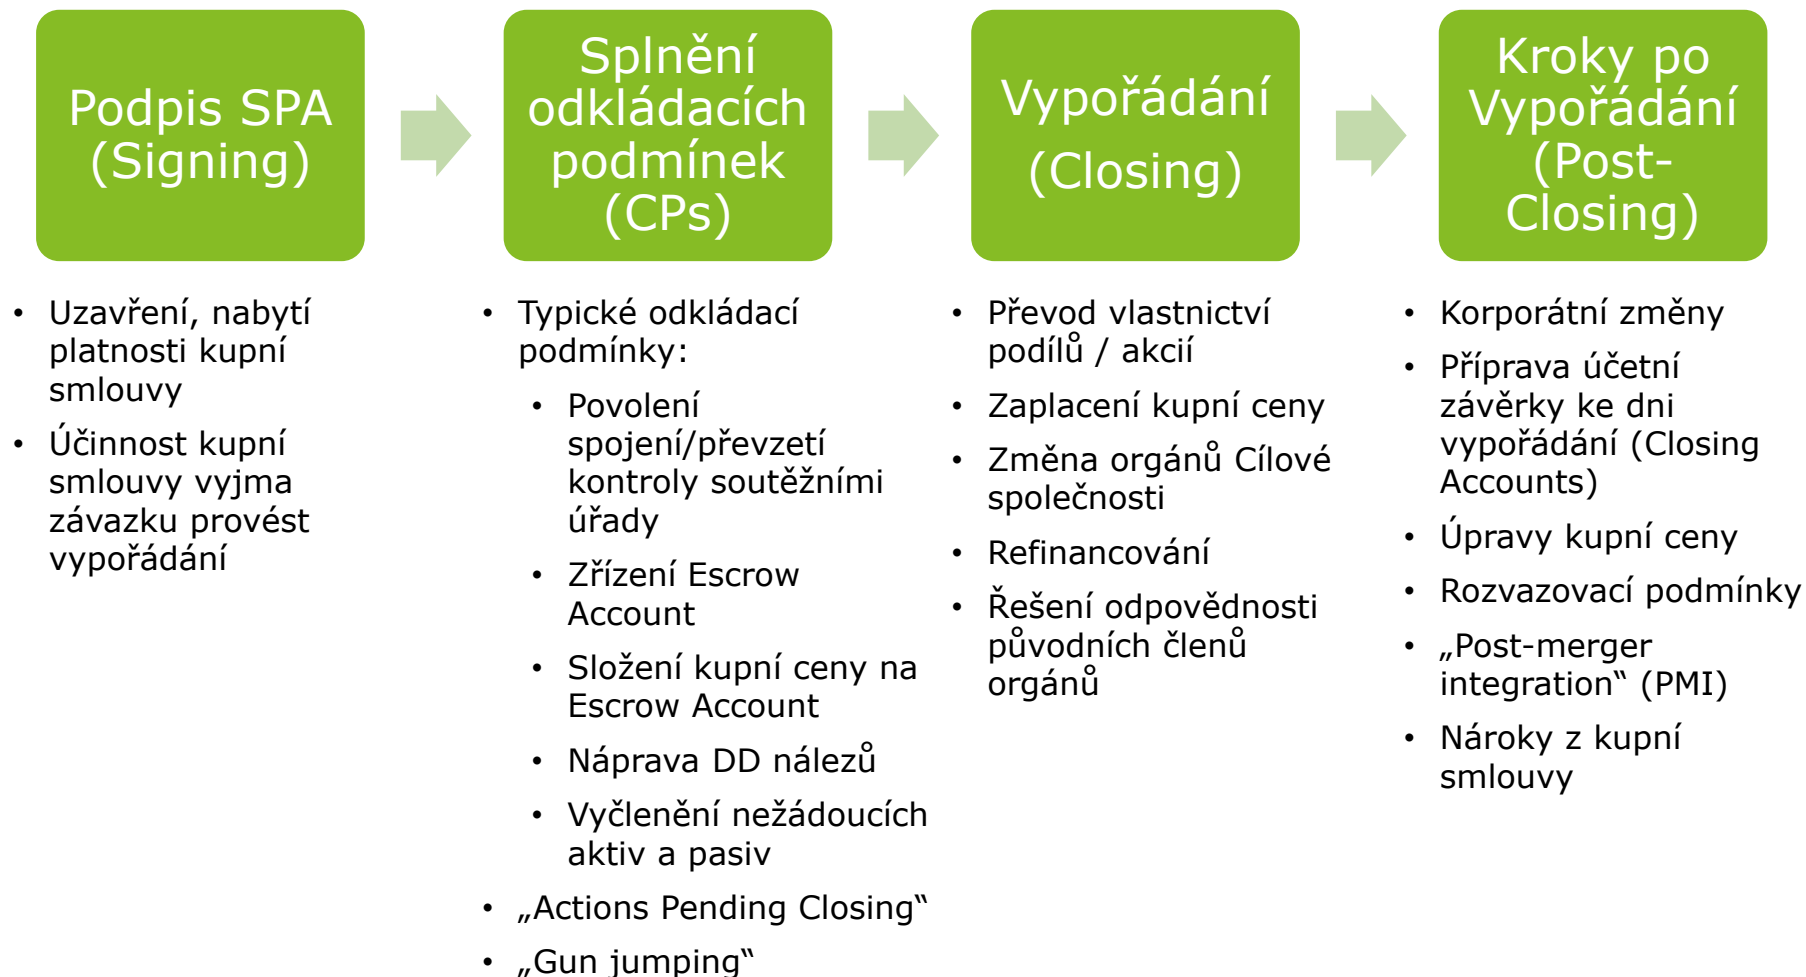 Podpis SPA
(Signing)
Splnění
odkládacích
podmínek
(CPs)
Vypořádání
(Closing)
Kroky po
Vypořádání
(Post-
Closing)
• Uzavření, nabytí
platnosti kupní
smlouvy
• Účinnost kupní
smlouvy vyjma
závazku provést
vypořádání
• Typické odkládací
podmínky:
• Povolení
spojení/převzetí
kontroly soutěžními
úřady
• Zřízení Escrow
Account
• Složení kupní ceny na
Escrow Account
• Náprava DD nálezů
• Vyčlenění nežádoucích
aktiv a pasiv
• „Actions Pending Closing“
• „Gun jumping“
• Převod vlastnictví
podílů / akcií
• Zaplacení kupní ceny
• Změna orgánů Cílové
společnosti
• Refinancování
• Řešení odpovědnosti
původních členů
orgánů
• Korporátní změny
• Příprava účetní
závěrky ke dni
vypořádání (Closing
Accounts)
• Úpravy kupní ceny
• Rozvazovací podmínky
• „Post-merger
integration“ (PMI)
• Nároky z kupní
smlouvy